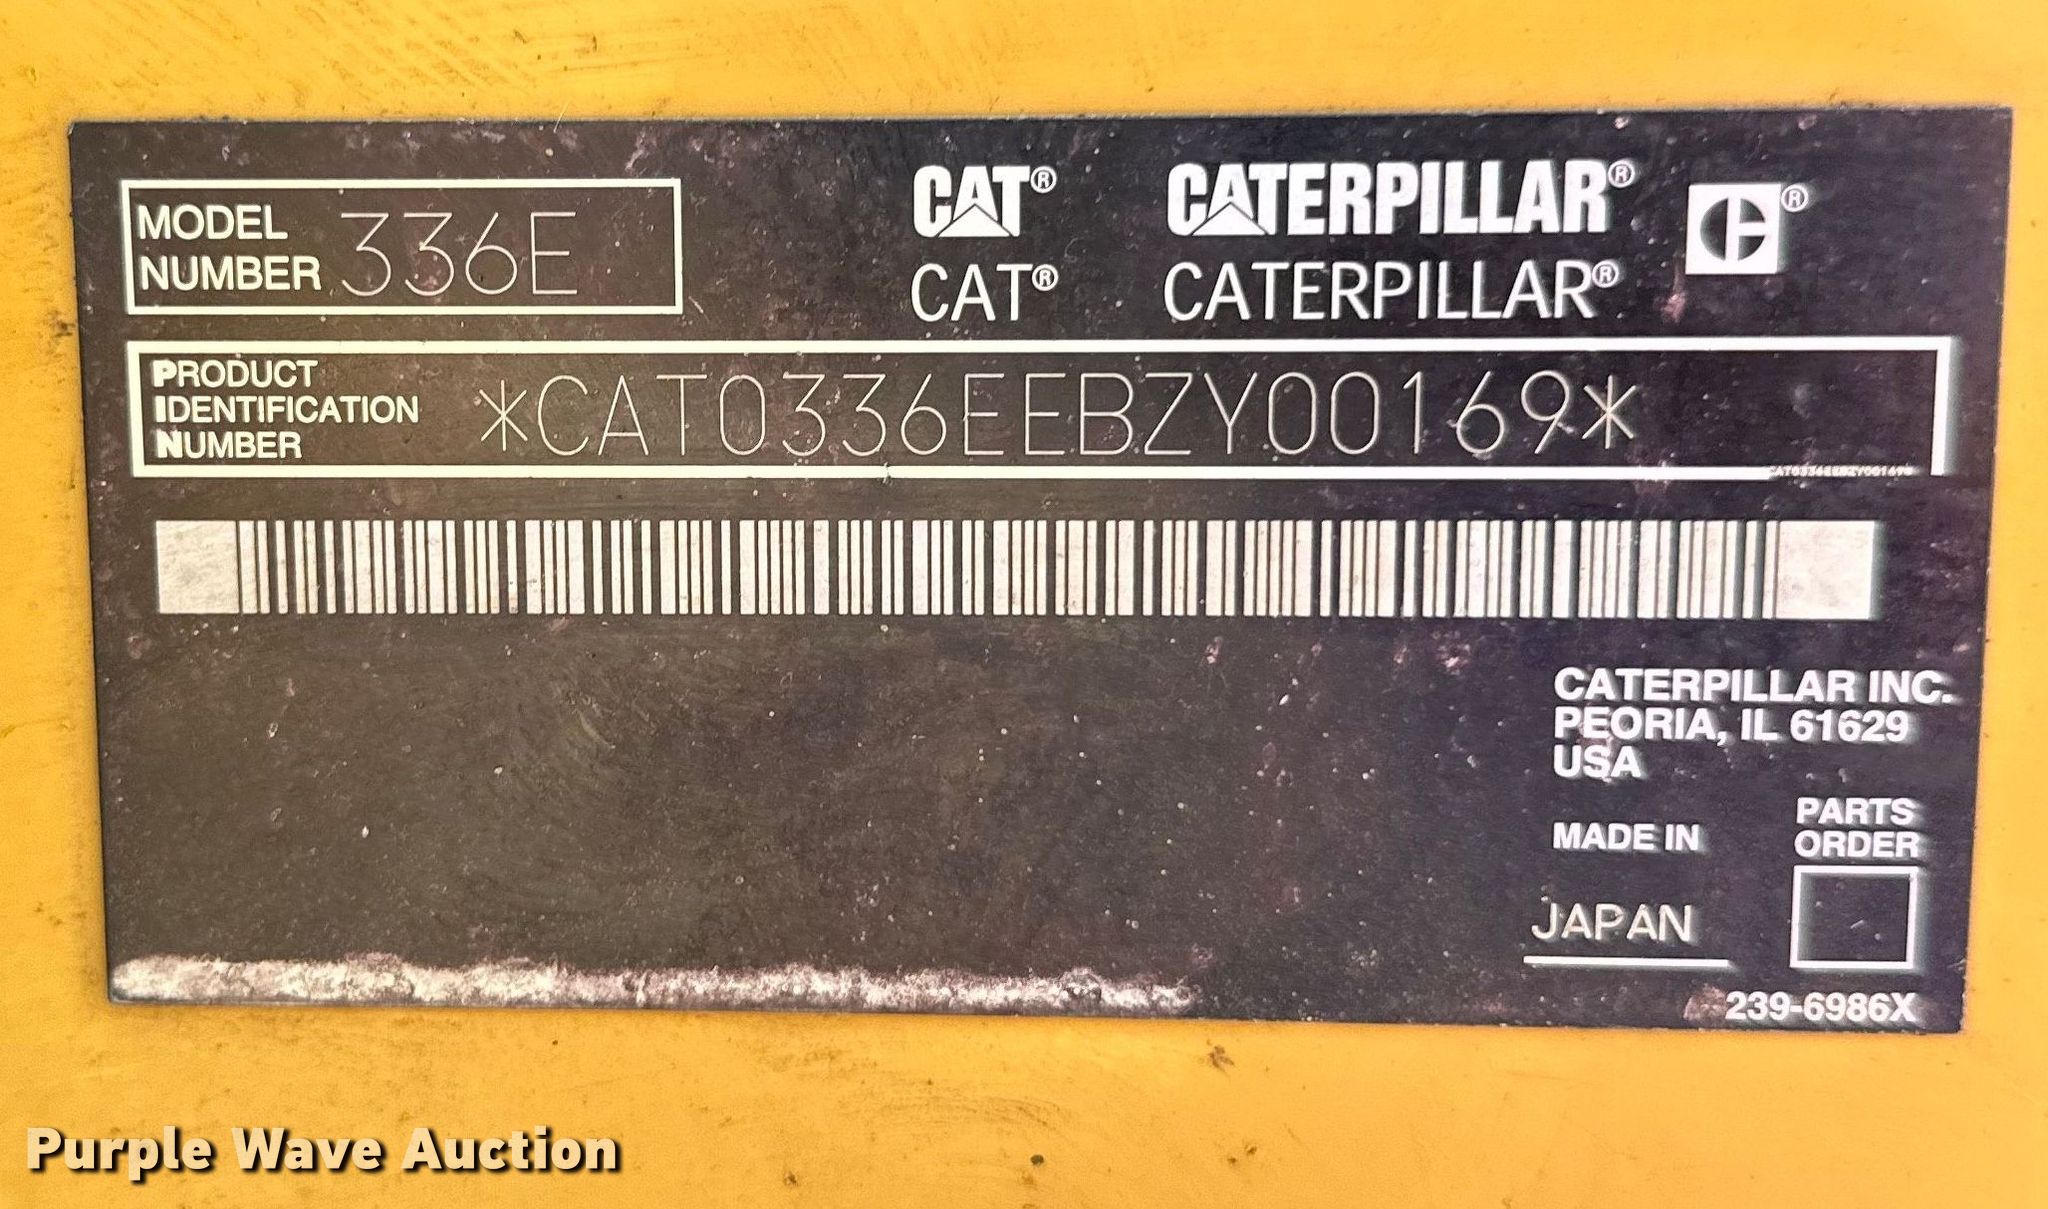 MODEL
NUMBER 336E
CAT® CATERPILLAR® ®
CAT® CATERPILLAR®
PRODUCT
IDENTIFICATION
NUMBER
*CAT0336EEBZY00169*
CAT0336EEBZY00169
CATERPILLAR INC.
PEORIA, IL 61629
USA
MADE IN
JAPAN
PARTS
ORDER
239-6986X
Purple Wave Auction